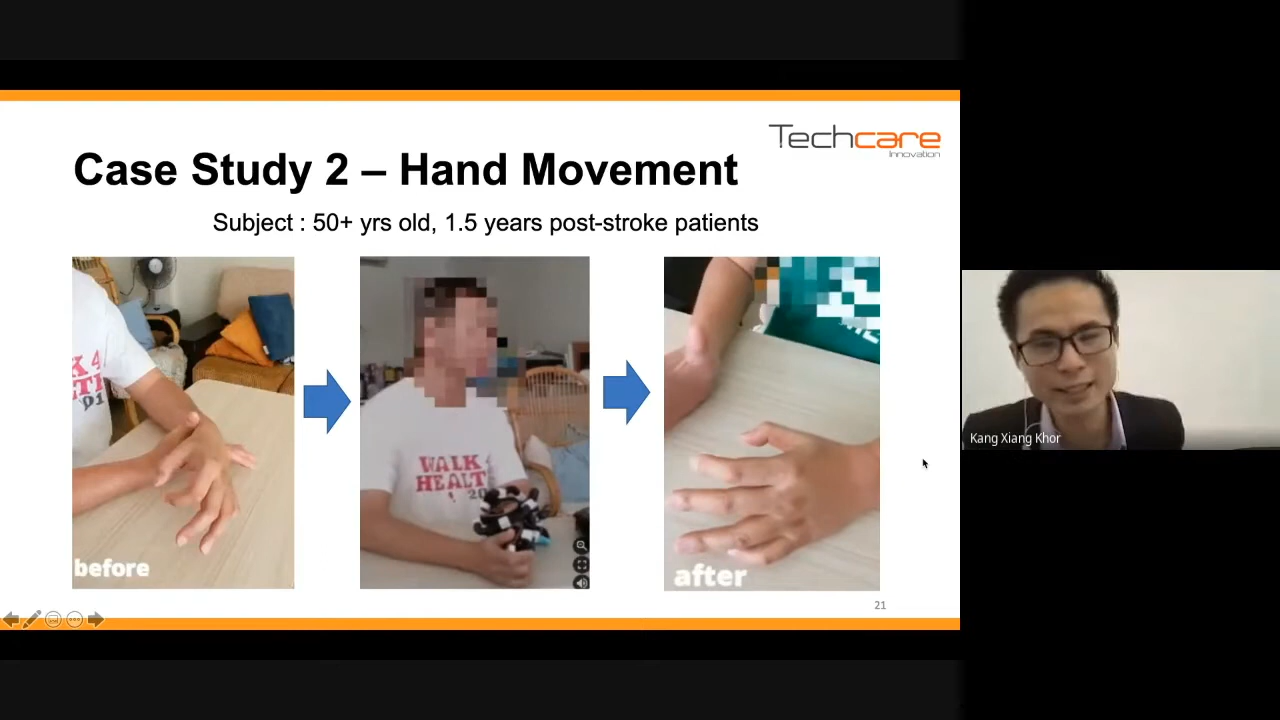 Techcare
Innovation
Case Study 2 – Hand Movement
Subject : 50+ yrs old, 1.5 years post-stroke patients
before
WALK
HEALT
20
after
21
Kang Xiang Khor